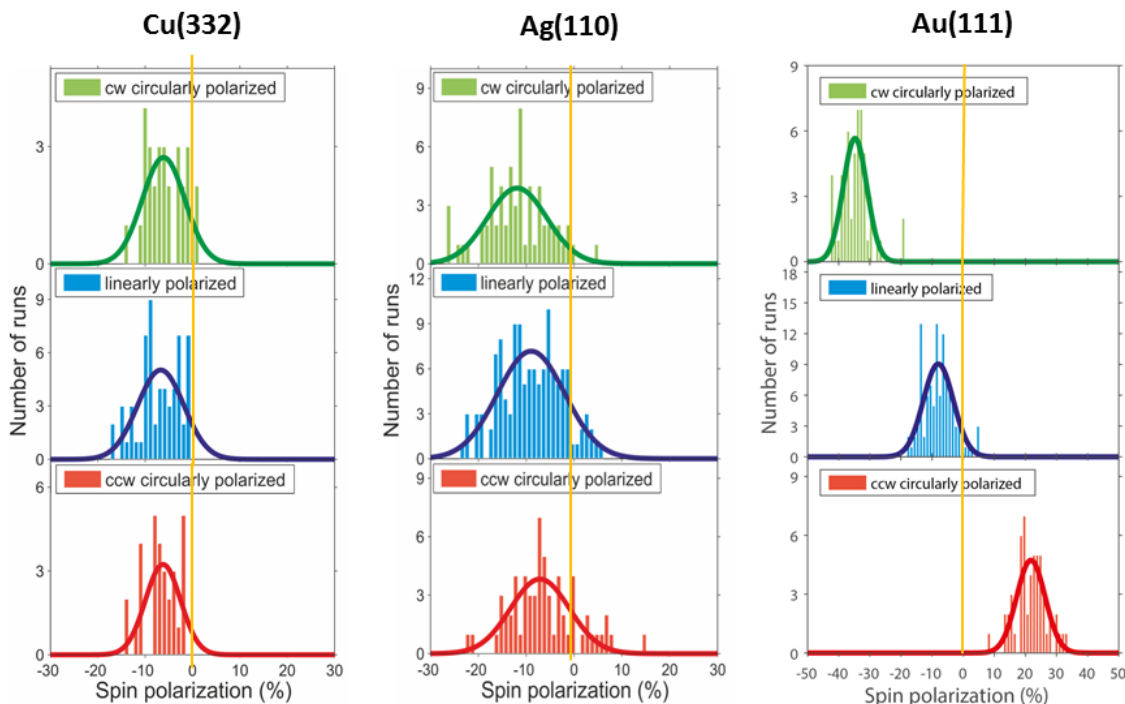 Cu(332)
Ag(110)
Au(111)
cw circularly polarized
3
0
linearly polarized
9
6
3
0
ccw circularly polarized
6
3
0
-30 -20 -10 0 10 20 30
Number of runs
Spin polarization (%)
9
cw circularly polarized
6
3
0
12
linearly polarized
9
6
3
0
9
ccw circularly polarized
6
3
0
-30 -20 -10 0 10 20 30
Number of runs
Spin polarization (%)
9
cw circularly polarized
6
3
0
18
linearly polarized
15
12
9
6
3
0
9
ccw circularly polarized
6
3
0
-50 -40 -30 -20 -10 0 10 20 30 40 50
Number of runs
Spin polarization (%)